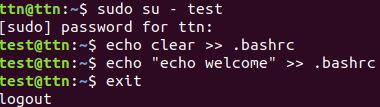 ttn@ttn:~$ sudo su - test
[sudo] password for ttn:
test@ttn:~$ echo clear >> .bashrc
test@ttn:~$ echo "echo welcome" >> .bashrc
test@ttn:~$ exit
logout